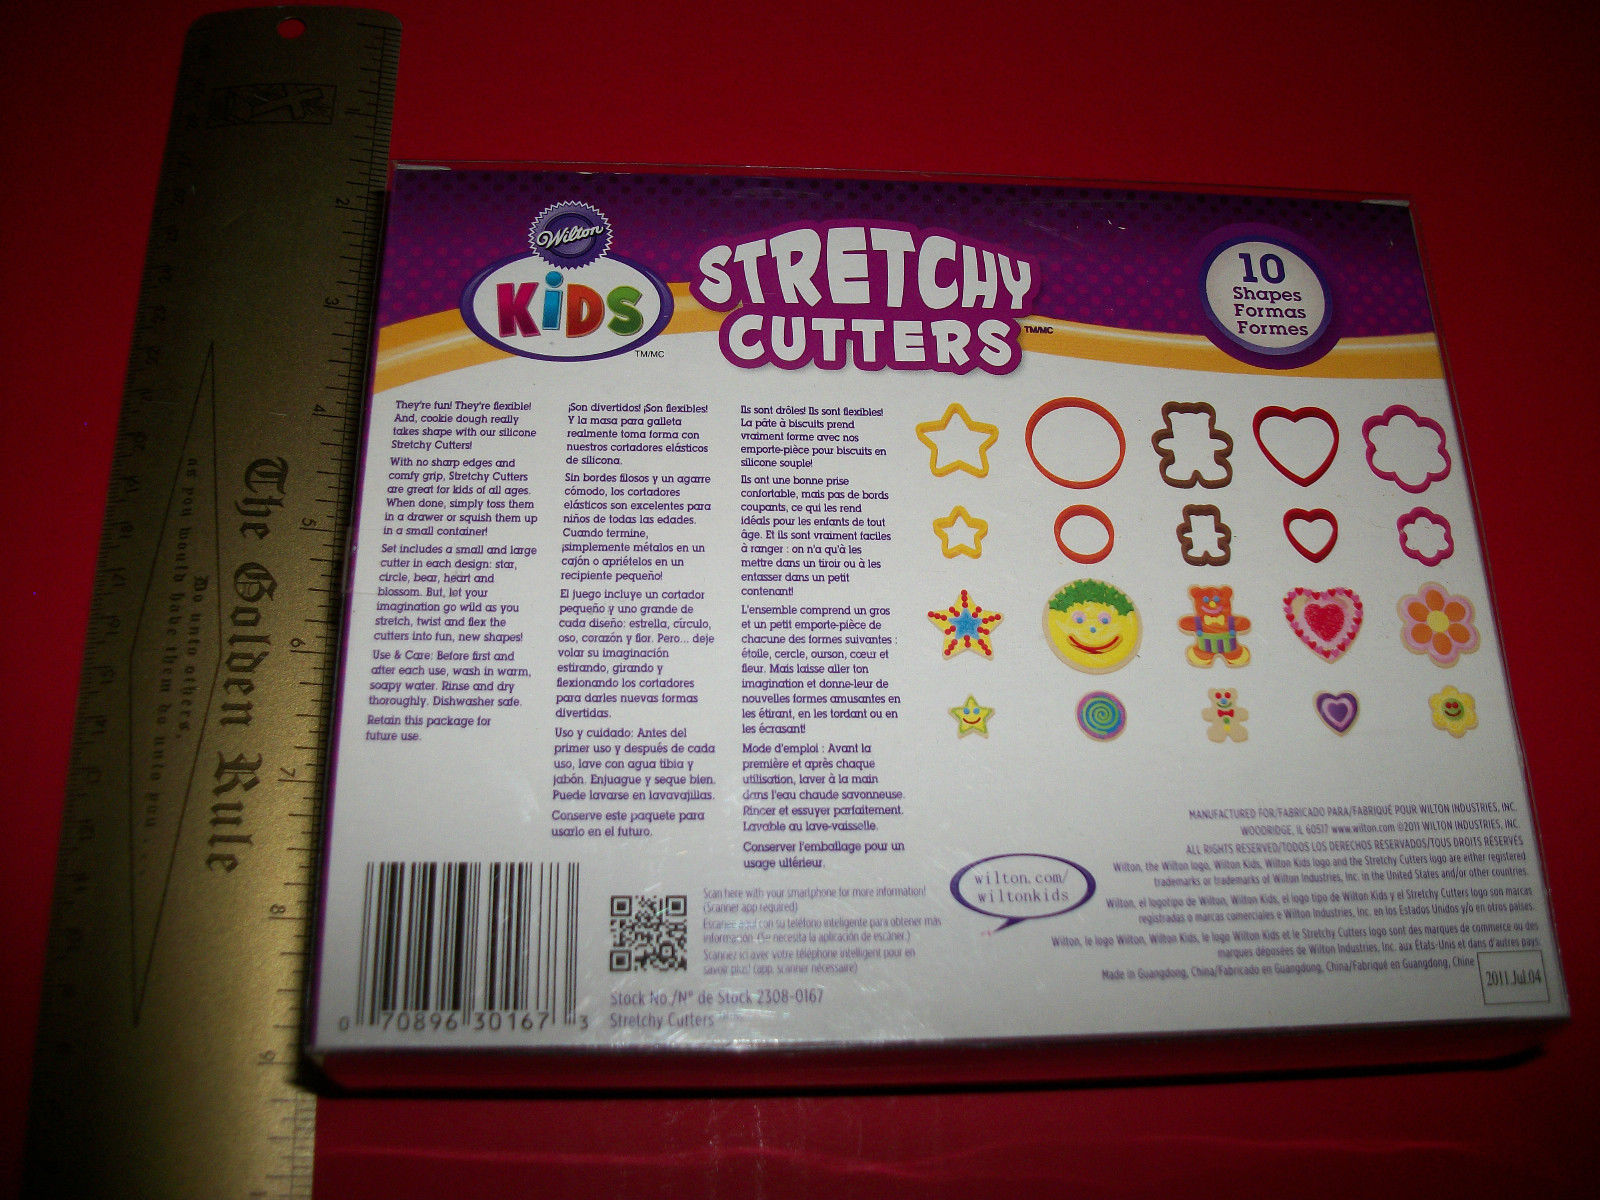 Wilton
KiDS
TM/MC
STRETCHY
CUTTERS
TM/MC
10
Shapes
Formas
Formes
They're fun! They're flexible!
And, cookie dough really
takes shape with our silicone
Stretchy Cutters!
With no sharp edges and
comfy grip, Stretchy Cutters
are great for kids of all ages.
When done, simply toss them
in a drawer or squish them up
in a small container!
Set includes a small and large
cutter in each design: star,
circle, bear, heart and
blossom. But, let your
imagination go wild as you
stretch, twist and flex the
cutters into fun, new shapes!
Use & Care: Before first and
after each use, wash in warm,
soapy water. Rinse and dry
thoroughly. Dishwasher safe.
Retain this package for
future use.
¡Son divertidos! ¡Son flexibles!
Y la masa para galleta
realmente toma forma con
nuestros cortadores elásticos
de silicona.
Sin bordes filosos y un agarre
cómodo, los cortadores
elásticos son excelentes para
niños de todas las edades.
Cuando termine,
¡simplemente métalos en un
cajón o apriételos en un
recipiente pequeño!
El juego incluye un cortador
pequeño y uno grande de
cada diseño: estrella, círculo,
oso, corazón y flor. Pero... deje
volar su imaginación
estirando, girando y
flexionando los cortadores
para darles nuevas formas
divertidas.
Uso y cuidado: Antes del
primer uso y después de cada
uso, lave con agua tibia y
jabón. Enjuague y seque bien.
Puede lavarse en lavavajillas.
Conserve este paquete para
usarlo en el futuro.
Ils sont drôles! Ils sont flexibles!
La pâte à biscuits prend
vraiment forme avec nos
emporte-pièce pour biscuits en
silicone souple!
Ils ont une bonne prise
confortable, mais pas de bords
coupants, ce qui les rend
idéals pour les enfants de tout
âge. Et ils sont vraiment faciles
à ranger : on n'a qu'à les
mettre dans un tiroir ou à les
entasser dans un petit
contenant!
L'ensemble comprend un gros
et un petit emporte-pièce de
chacune des formes suivantes :
étoile, cercle, ourson, cœur et
fleur. Mais laisse aller ton
imagination et donne-leur de
nouvelles formes amusantes en
les étirant, en les tordant ou en
les écrasant!
Mode d'emploi : Avant la
première et après chaque
utilisation, laver à la main
dans l'eau chaude savonneuse.
Rincer et essuyer parfaitement.
Lavable au lave-vaisselle.
Conserver l'emballage pour un
usage ultérieur.
MANUFACTURED FOR/FABRICADO PARA/FABRIQUÉ POUR WILTON INDUSTRIES, INC.
WOODRIDGE, IL 60517 www.wilton.com ©2011 WILTON INDUSTRIES, INC.
ALL RIGHTS RESERVED/TODOS LOS DERECHOS RESERVADOS/TOUS DROITS RÉSERVÉS
Wilton, the Wilton logo, Wilton Kids, Wilton Kids logo and the Stretchy Cutters logo are either registered
trademarks or trademarks of Wilton Industries, Inc. in the United States and/or other countries.
Wilton, el logotipo de Wilton, Wilton Kids, el logo tipo de Wilton Kids y el Stretchy Cutters logo son marcas
registradas o marcas comerciales e Wilton Industries, Inc. en los Estados Unidos y/o en otros países.
Wilton, le logo Wilton, Wilton Kids, le logo Wilton Kids et le Stretchy Cutters logo sont des marques de commerce ou des
marques déposées de Wilton Industries, Inc. aux États-Unis et dans d'autres pays.
Made in Guangdong, China/Fabricado en Guangdong, China/Fabriqué en Guangdong, Chine
2011.Jul.04
wilton.com/
wiltonkids
Scan here with your smartphone for more information!
(Scanner app required)
Escanee aquí con su teléfono inteligente para obtener más
información. (Se necesita la aplicación de escáner.)
Scannez ici avec votre téléphone intelligent pour en
savoir plus! (app. scanner nécessaire)
Stock No./N° de Stock 2308-0167
Stretchy Cutters
0 70896 30167 3
The Golden Rule
Do unto others,
as you would have them do unto you.
2
3
4
5
6
7
8
9